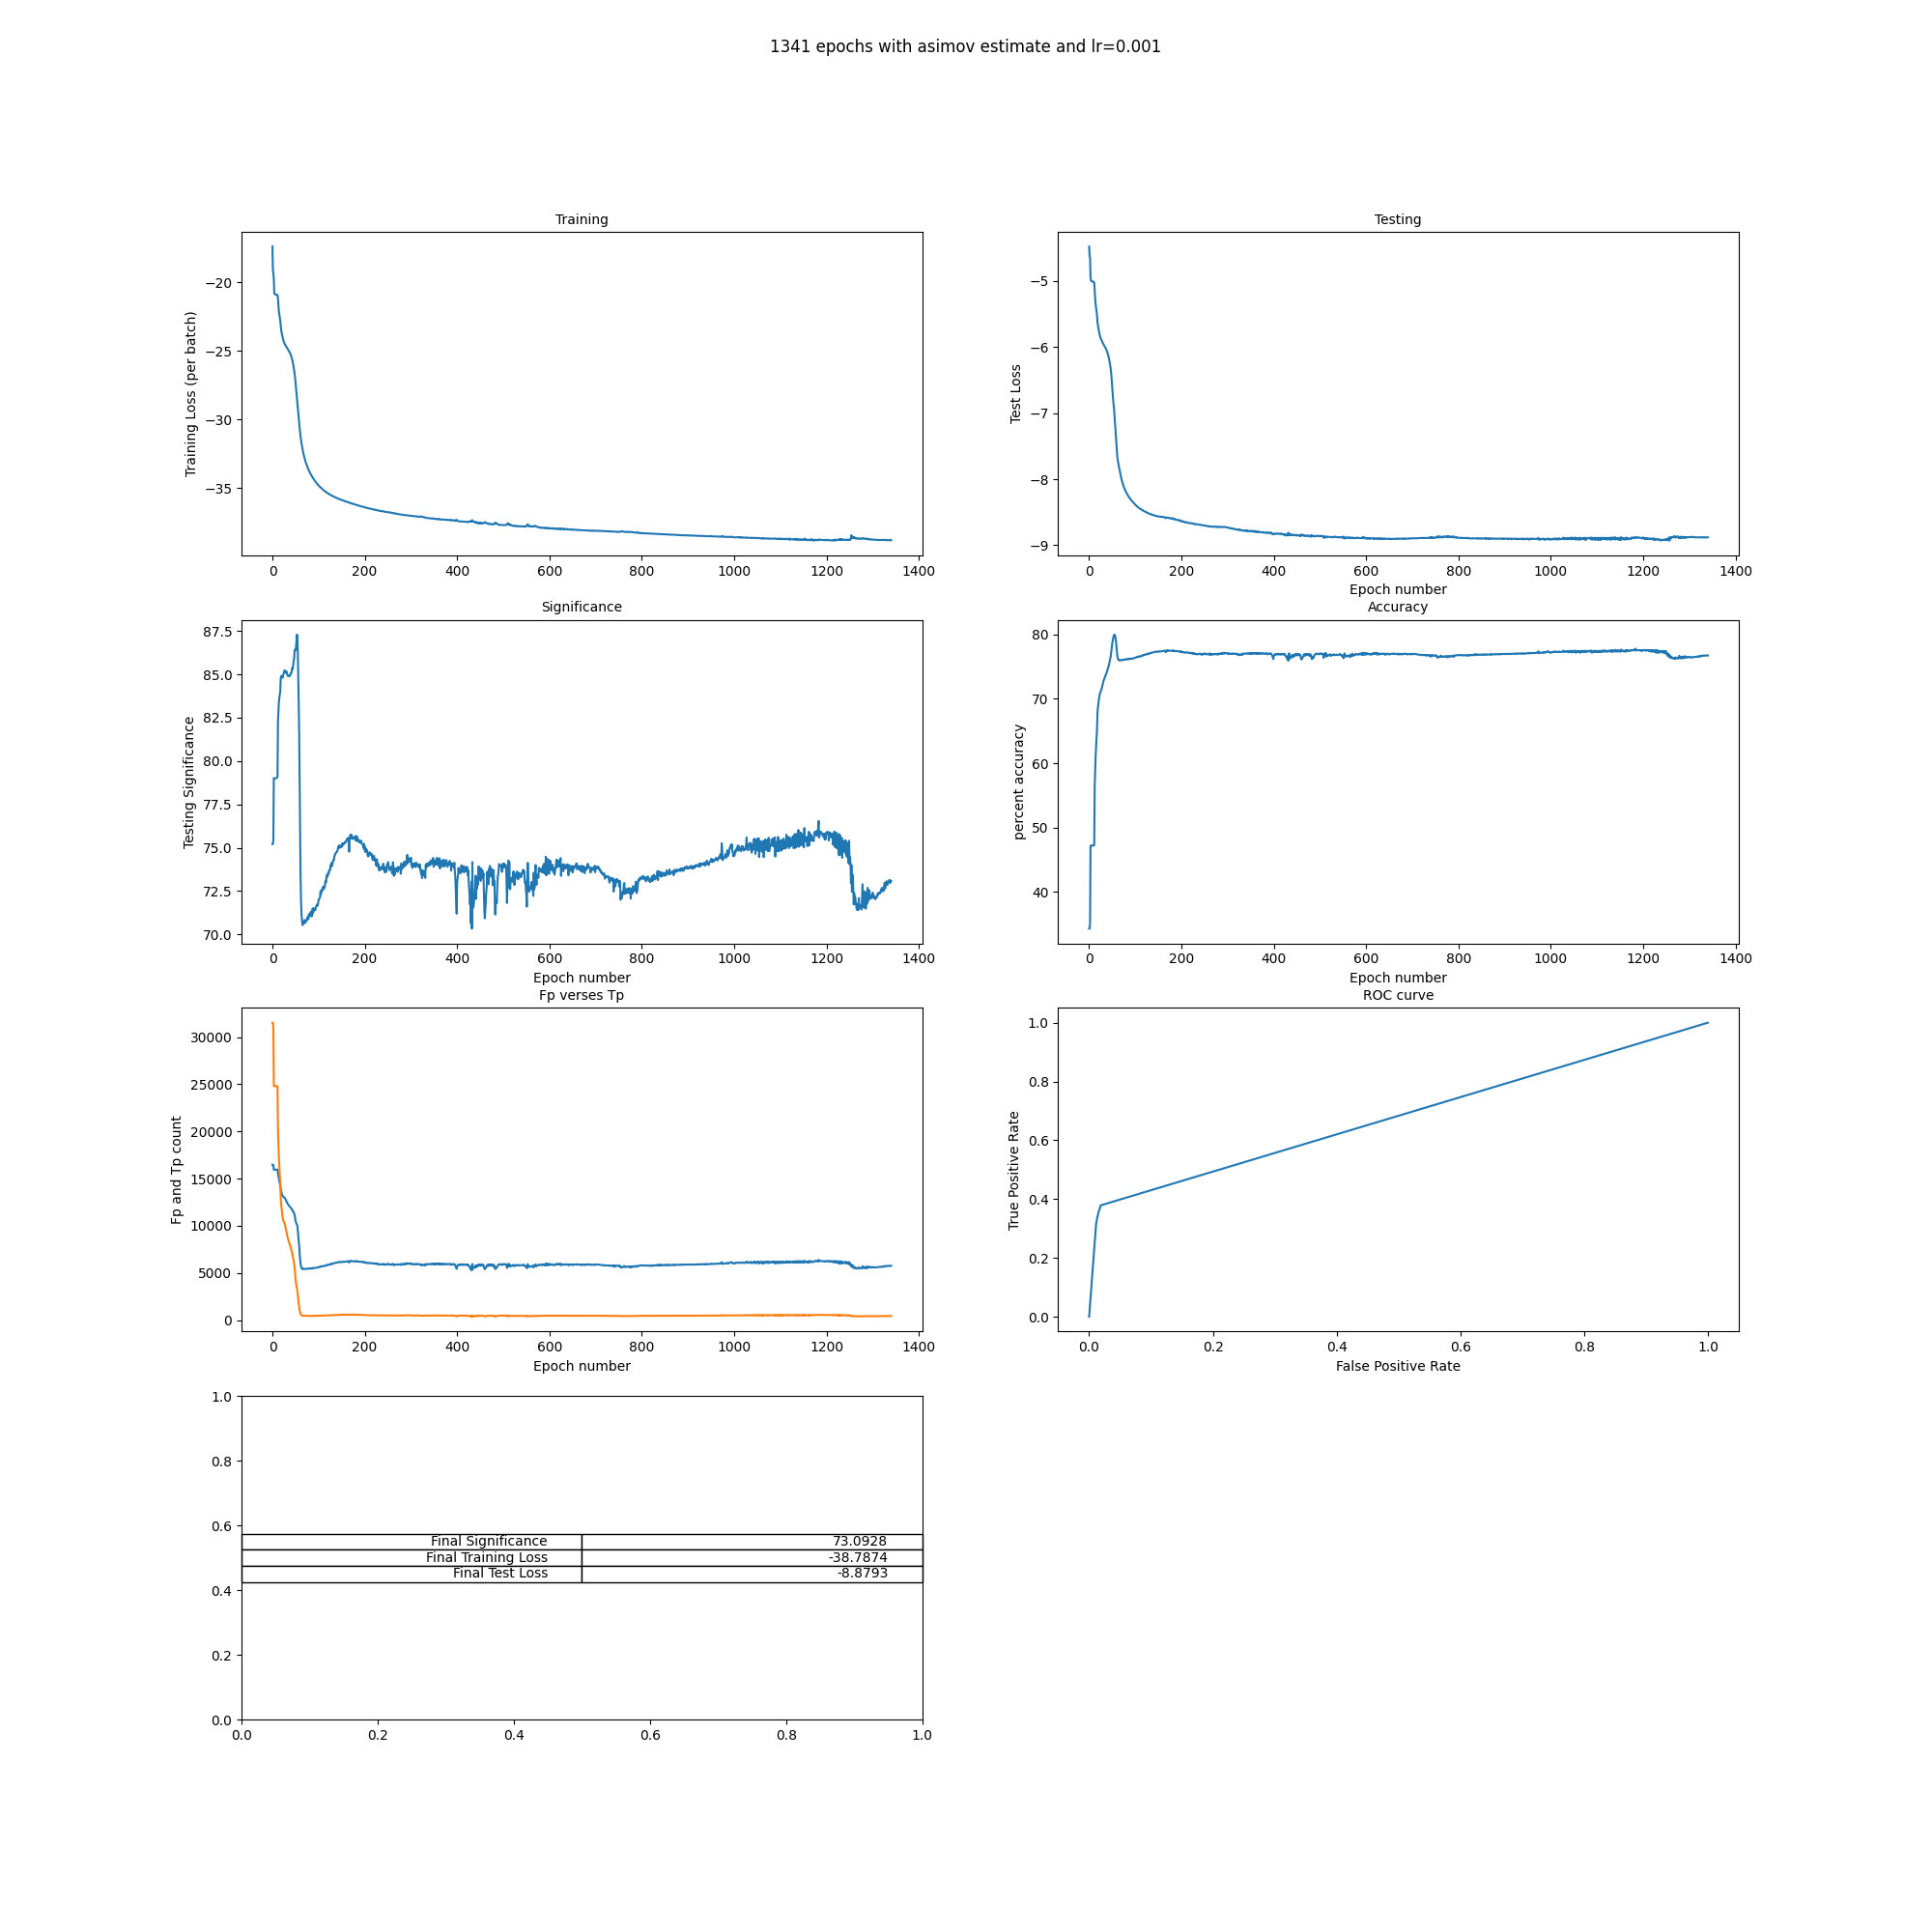 1341 epochs with asimov estimate and lr=0.001
Training
Training Loss (per batch)
−20
−25
−30
−35
0 200 400 600 800 1000 1200 1400
Testing
Test Loss
−5
−6
−7
−8
−9
0 200 400 600 800 1000 1200 1400
Epoch number
Significance
Testing Significance
87.5
85.0
82.5
80.0
77.5
75.0
72.5
70.0
0 200 400 600 800 1000 1200 1400
Epoch number
Accuracy
percent accuracy
80
70
60
50
40
0 200 400 600 800 1000 1200 1400
Epoch number
Fp verses Tp
Fp and Tp count
30000
25000
20000
15000
10000
5000
0
0 200 400 600 800 1000 1200 1400
Epoch number
ROC curve
True Positive Rate
1.0
0.8
0.6
0.4
0.2
0.0
0.0 0.2 0.4 0.6 0.8 1.0
False Positive Rate
1.0
0.8
0.6
Final Significance 73.0928
Final Training Loss -38.7874
Final Test Loss -8.8793
0.4
0.2
0.0
0.0 0.2 0.4 0.6 0.8 1.0